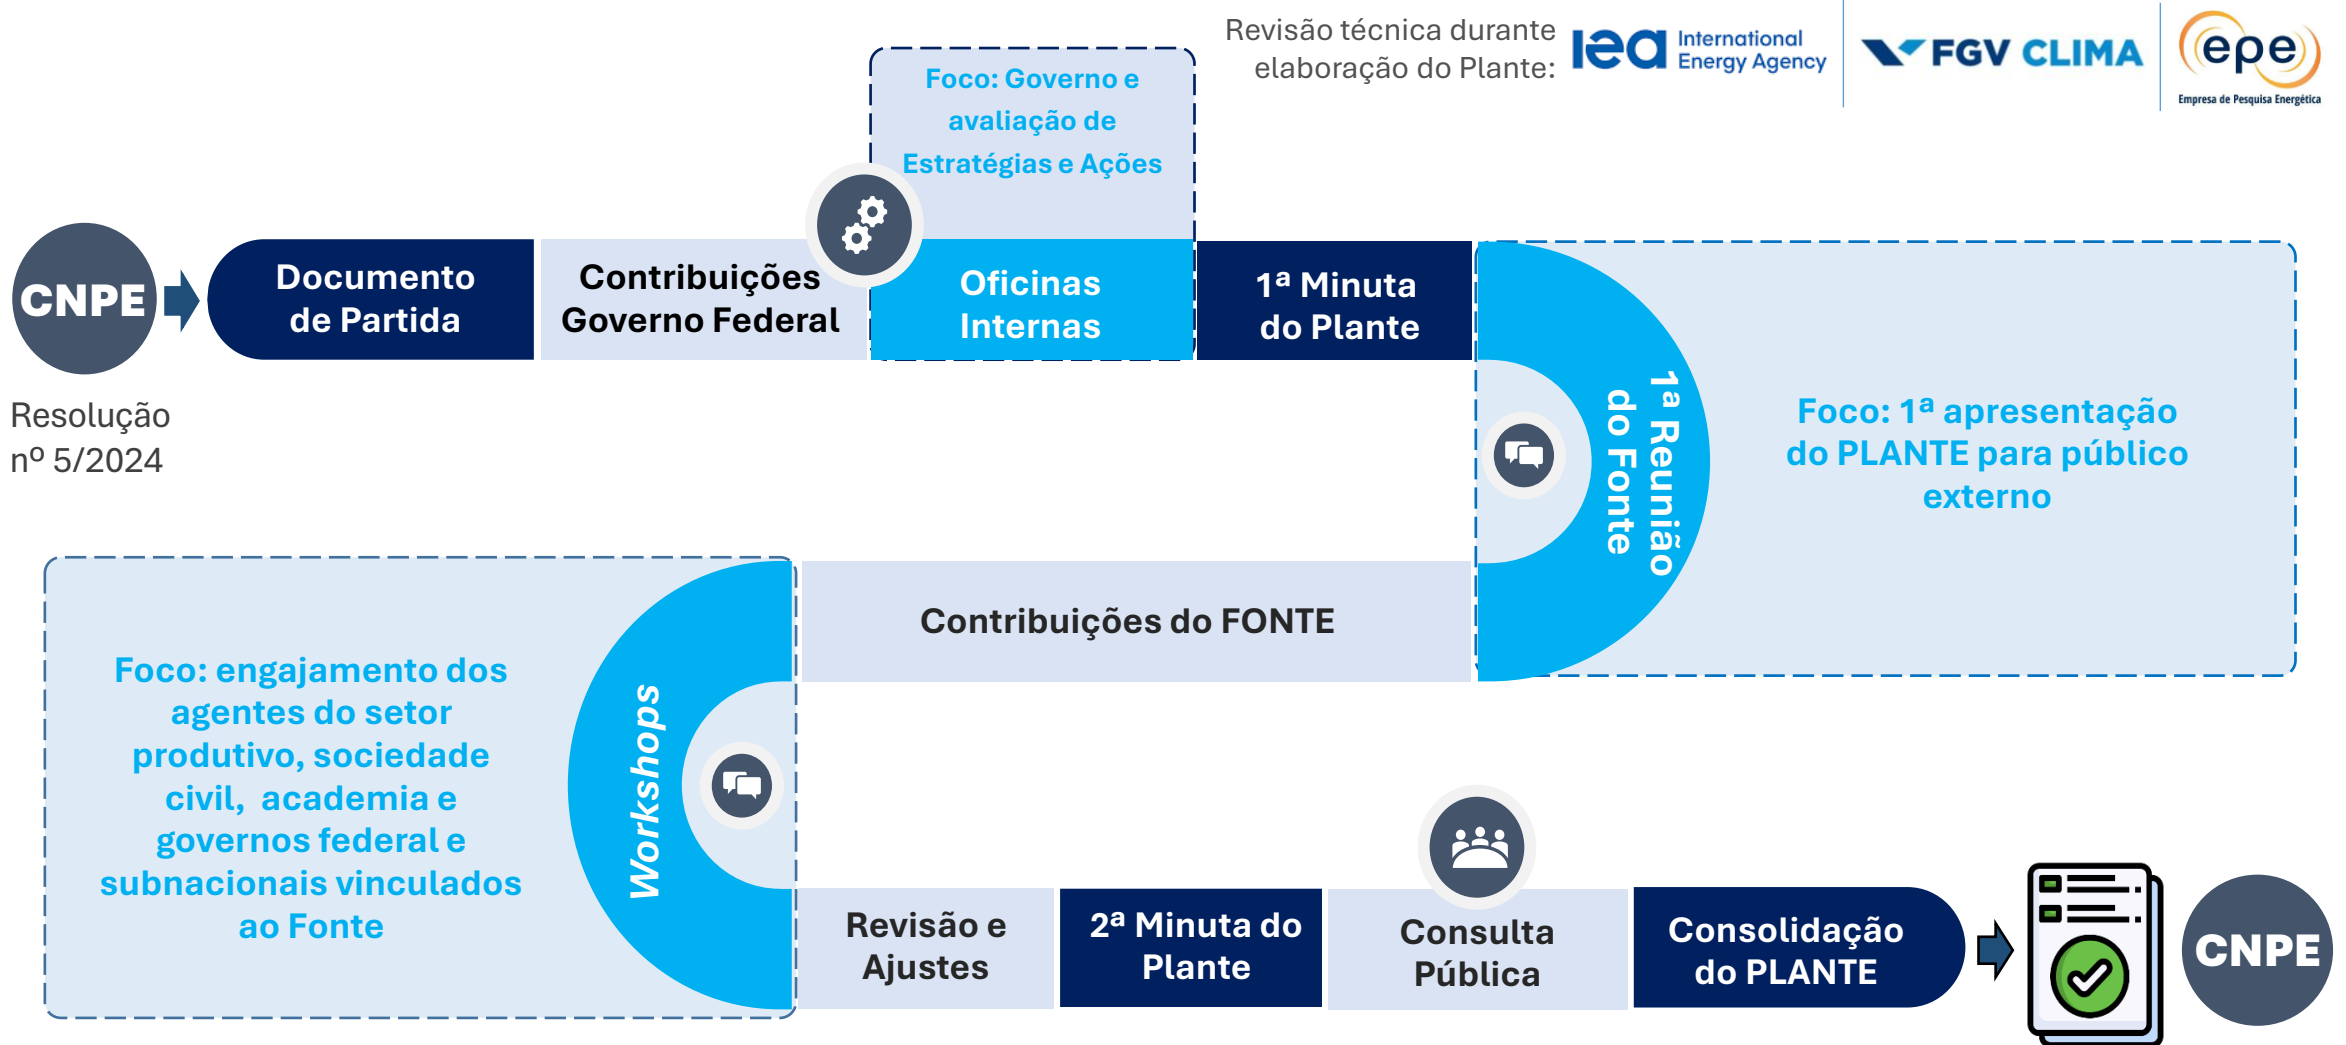 Revisão técnica durante
elaboração do Plante:
iea International
Energy Agency
FGV CLIMA
epe
Empresa de Pesquisa Energética
Foco: Governo e
avaliação de
Estratégias e Ações
CNPE
Resolução
nº 5/2024
Documento
de Partida
Contribuições
Governo Federal
Oficinas
Internas
1ª Minuta
do Plante
1ª Reunião
do Fonte
Foco: 1ª apresentação
do PLANTE para público
externo
Contribuições do FONTE
Foco: engajamento dos
agentes do setor
produtivo, sociedade
civil,  academia e
governos federal e
subnacionais vinculados
ao Fonte
Workshops
Revisão e
Ajustes
2ª Minuta do
Plante
Consulta
Pública
Consolidação
do PLANTE
CNPE